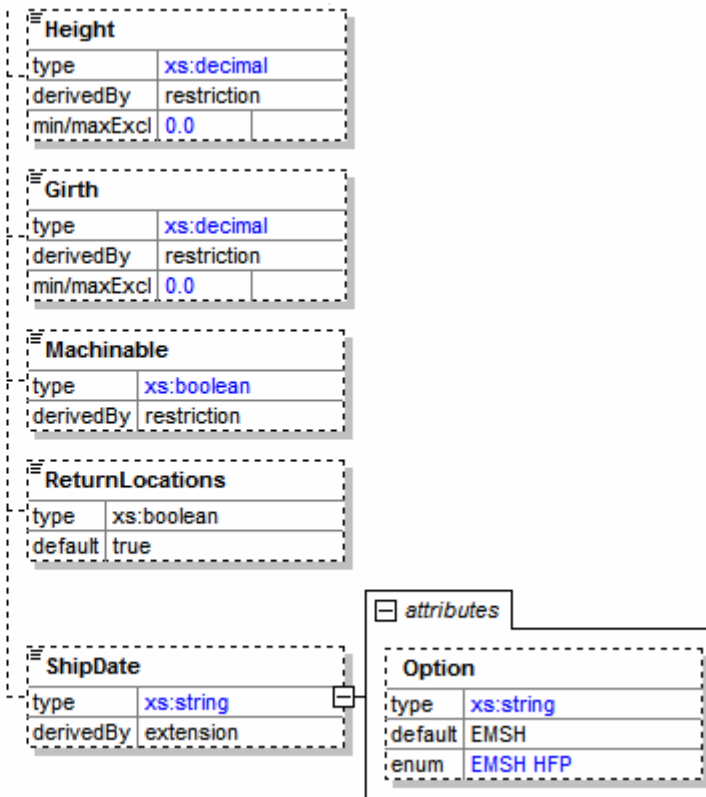 Height
type xs:decimal
derivedBy restriction
min/maxExcl 0.0
Girth
type xs:decimal
derivedBy restriction
min/maxExcl 0.0
Machinable
type xs:boolean
derivedBy restriction
ReturnLocations
type xs:boolean
default true
attributes
ShipDate
type xs:string
derivedBy extension
Option
type xs:string
default EMSH
enum EMSH HFP